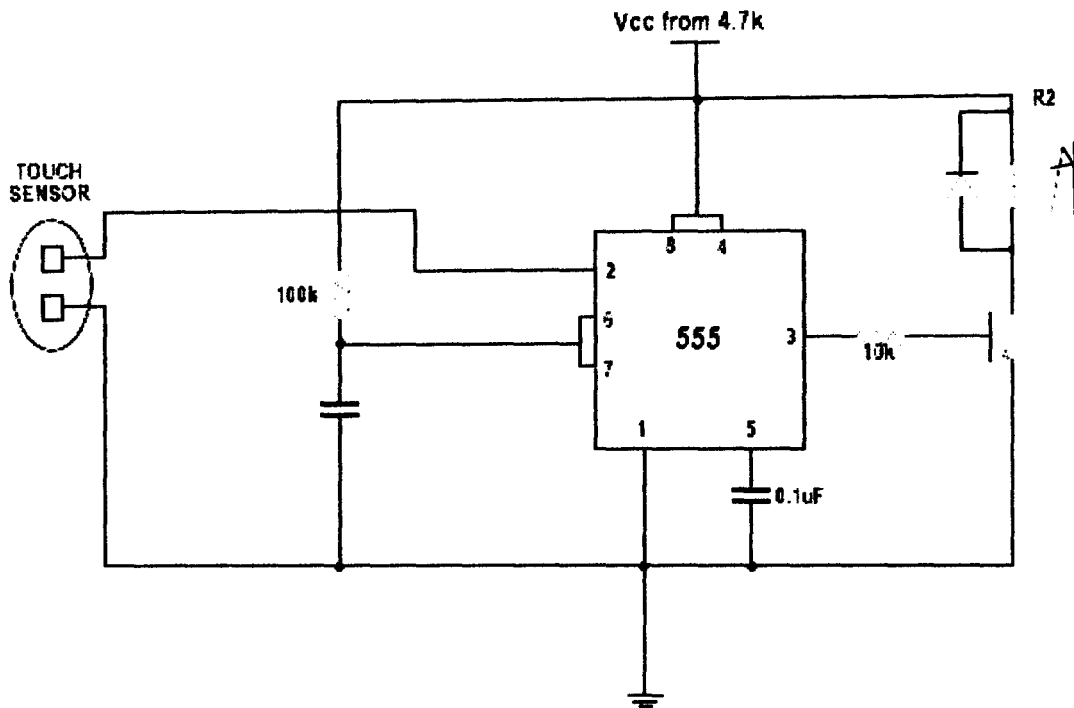 Vcc from 4.7k
R2
TOUCH
SENSOR
8 4
2
100k
6
555
3
10k
7
1 5
0.1uF